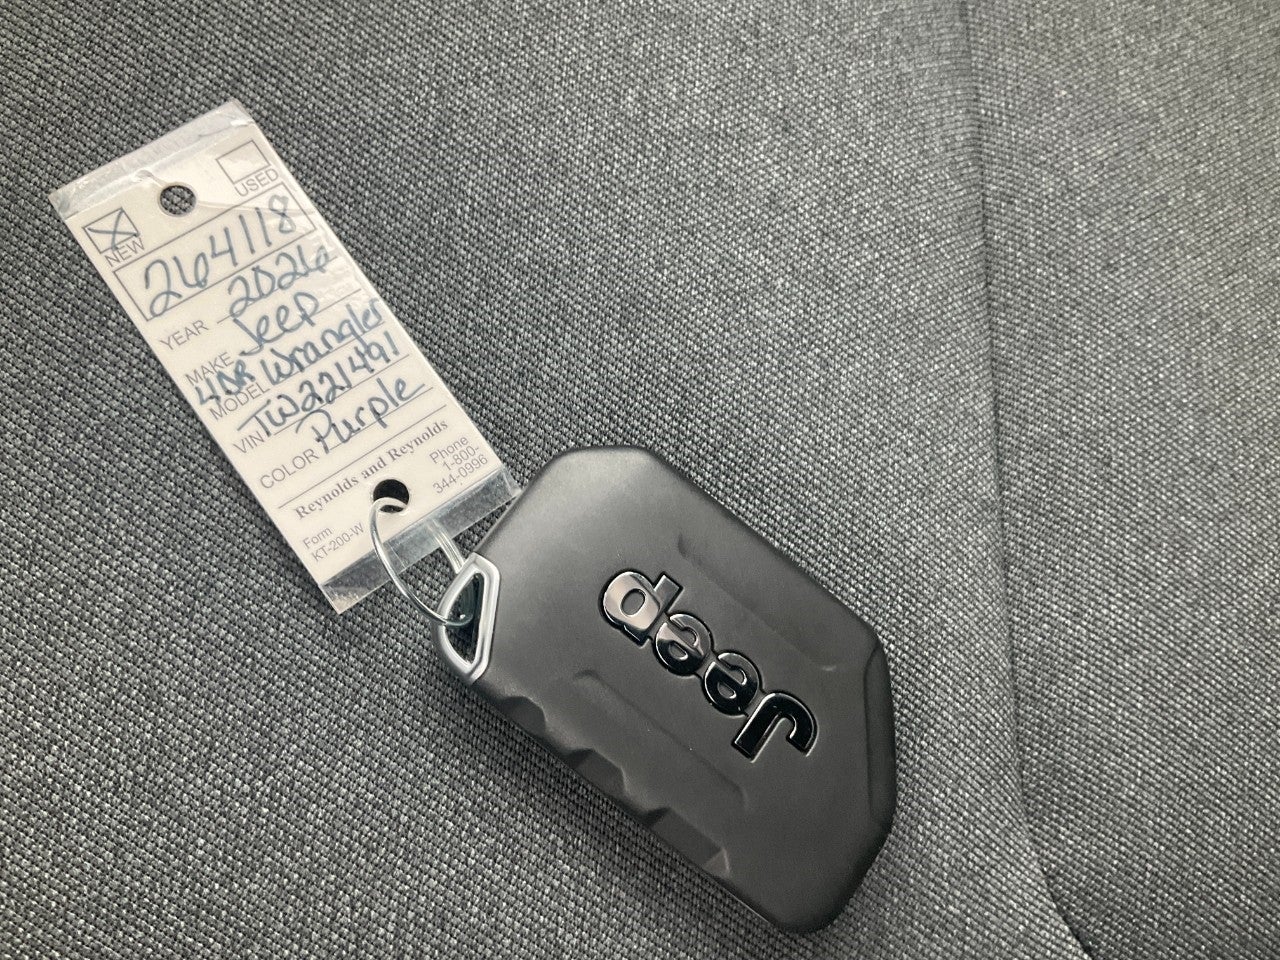 NEW
USED
264118
YEAR 2026
MAKE Jeep
MODEL 4DR Wrangler
VIN TW221491
COLOR Purple
Reynolds and Reynolds
Form
KT-200-W
Phone
1-800-
344-0996
Jeep